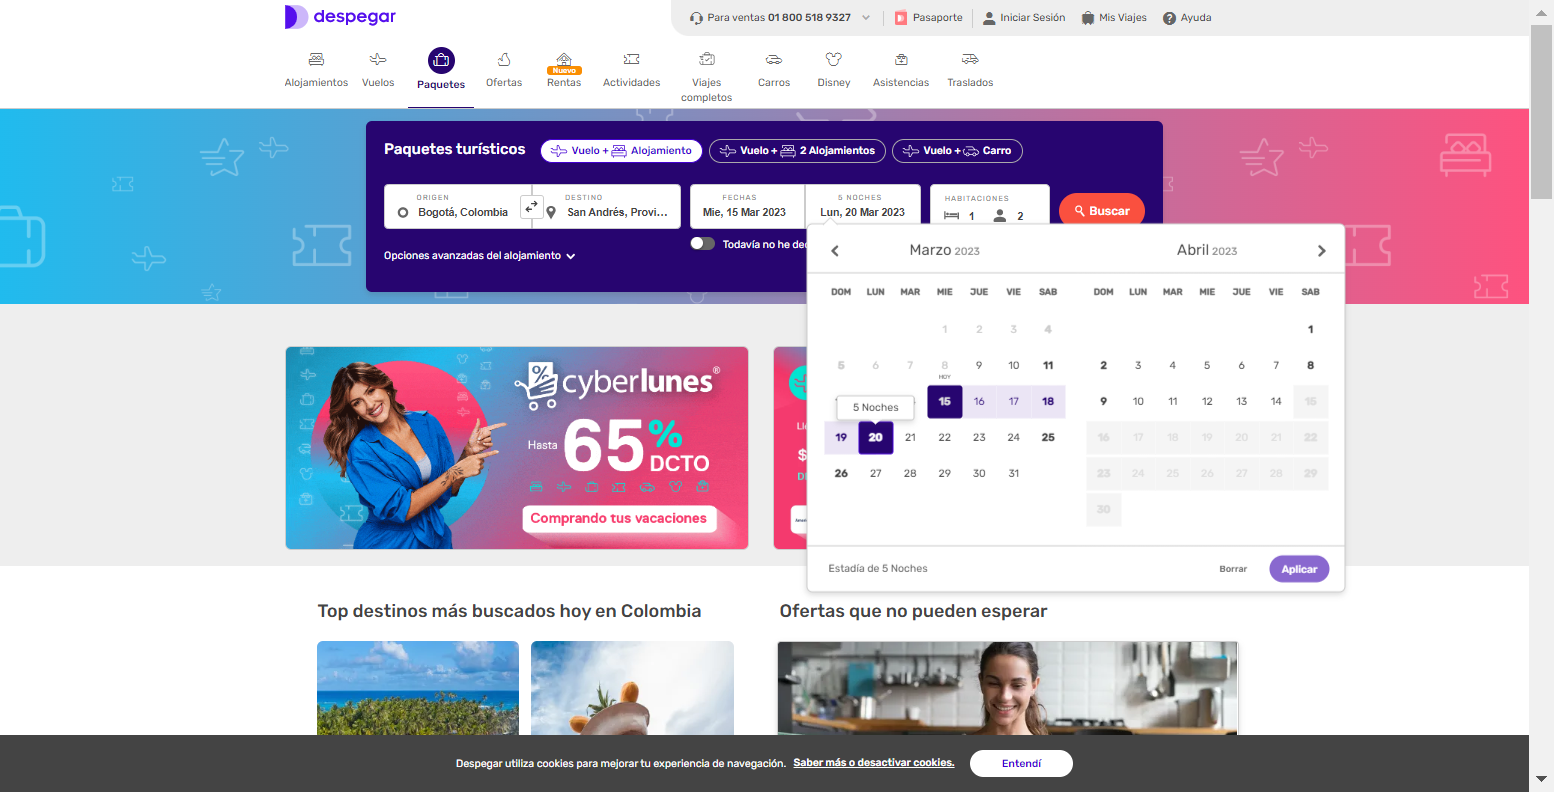 despegar
Para ventas 01 800 518 9327
Pasaporte
Iniciar Sesión
Mis Viajes
Ayuda
Alojamientos
Vuelos
Paquetes
Ofertas
Nuevo
Rentas
Actividades
Viajes
completos
Carros
Disney
Asistencias
Traslados
Paquetes turísticos
Vuelo + Alojamiento
Vuelo + 2 Alojamientos
Vuelo + Carro
ORIGEN
Bogotá, Colombia
DESTINO
San Andrés, Provi...
FECHAS
Mie, 15 Mar 2023
5 NOCHES
Lun, 20 Mar 2023
HABITACIONES
1 2
Buscar
Opciones avanzadas del alojamiento
Todavía no he dec
Marzo 2023
DOM LUN MAR MIE JUE VIE SAB
1 2 3 4
5 6 7 8 9 10 11
HOY
15 16 17 18
5 Noches
19 20 21 22 23 24 25
26 27 28 29 30 31
Abril 2023
DOM LUN MAR MIE JUE VIE SAB
1
2 3 4 5 6 7 8
9 10 11 12 13 14 15
16 17 18 19 20 21 22
23 24 25 26 27 28 29
30
Estadía de 5 Noches
Borrar
Aplicar
cyberlunes®
Hasta 65% DCTO
Comprando tus vacaciones
Top destinos más buscados hoy en Colombia
Ofertas que no pueden esperar
Despegar utiliza cookies para mejorar tu experiencia de navegación. Saber más o desactivar cookies.
Entendí